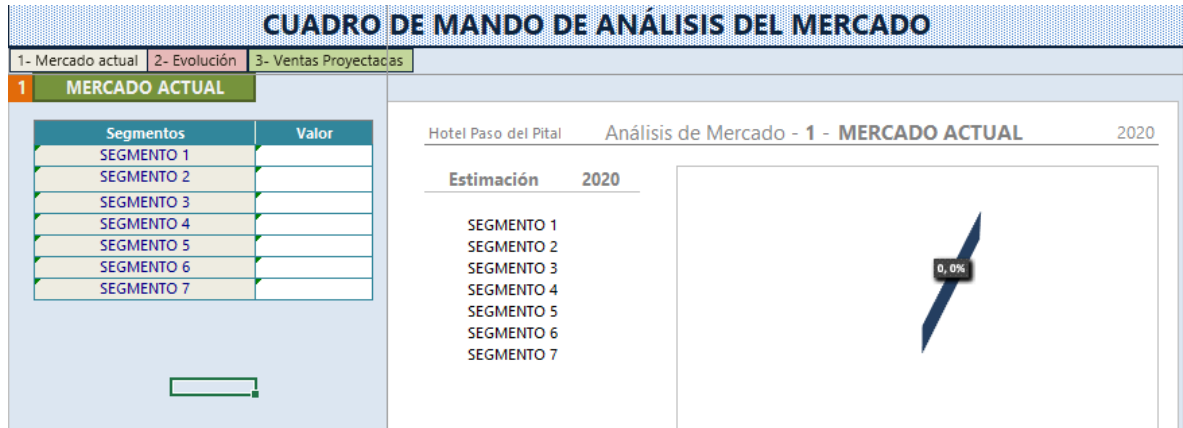 CUADRO DE MANDO DE ANÁLISIS DEL MERCADO
1- Mercado actual 2- Evolución 3- Ventas Proyectadas
1 MERCADO ACTUAL
Segmentos Valor
SEGMENTO 1
SEGMENTO 2
SEGMENTO 3
SEGMENTO 4
SEGMENTO 5
SEGMENTO 6
SEGMENTO 7
Hotel Paso del Pital Análisis de Mercado - 1 - MERCADO ACTUAL 2020
Estimación 2020
SEGMENTO 1
SEGMENTO 2
SEGMENTO 3
SEGMENTO 4
SEGMENTO 5
SEGMENTO 6
SEGMENTO 7
0, 0%